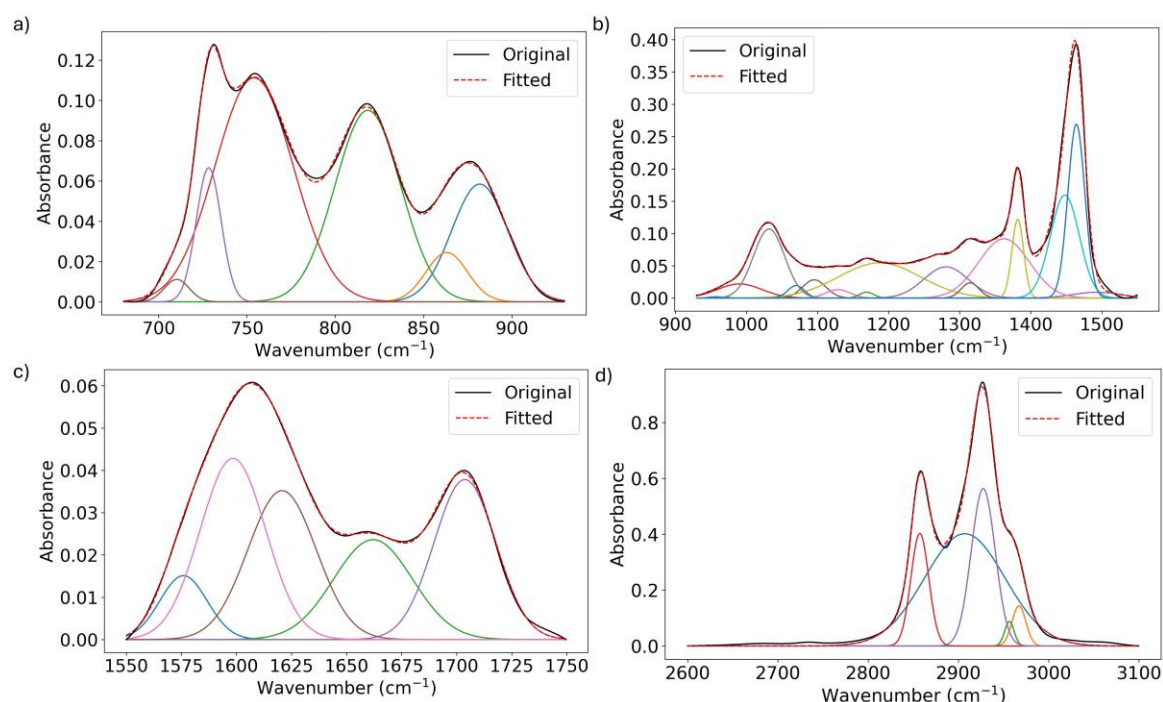 a)
0.12
0.10
0.08
0.06
0.04
0.02
0.00
Absorbance
Original
Fitted
700 750 800 850 900
Wavenumber (cm⁻¹)
b)
0.40
0.35
0.30
0.25
0.20
0.15
0.10
0.05
0.00
Absorbance
Original
Fitted
900 1000 1100 1200 1300 1400 1500
Wavenumber (cm⁻¹)
c)
0.06
0.05
0.04
0.03
0.02
0.01
0.00
Absorbance
Original
Fitted
1550 1575 1600 1625 1650 1675 1700 1725 1750
Wavenumber (cm⁻¹)
d)
0.8
0.6
0.4
0.2
0.0
Absorbance
Original
Fitted
2600 2700 2800 2900 3000 3100
Wavenumber (cm⁻¹)